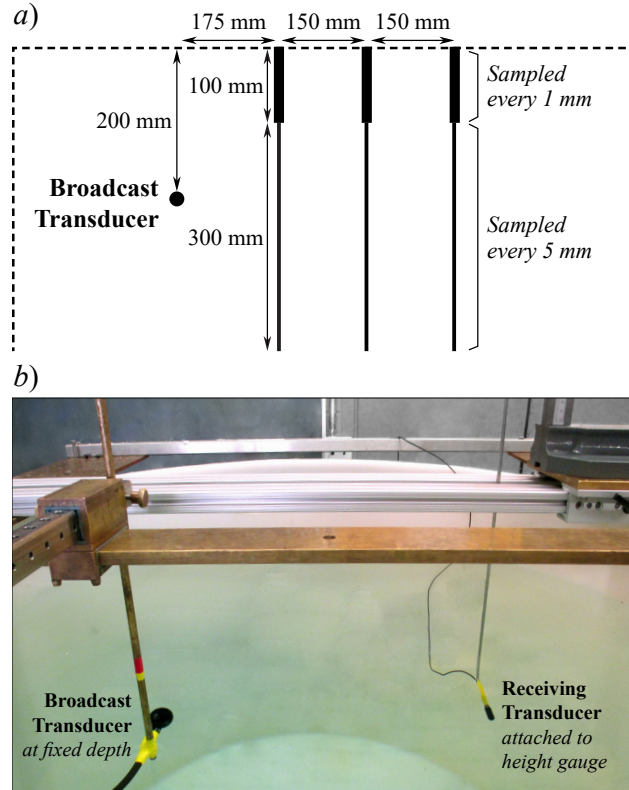 a)
175 mm
150 mm
150 mm
100 mm
200 mm
Sampled
every 1 mm
Broadcast
Transducer
300 mm
Sampled
every 5 mm
b)
Broadcast
Transducer
at fixed depth
Receiving
Transducer
attached to
height gauge